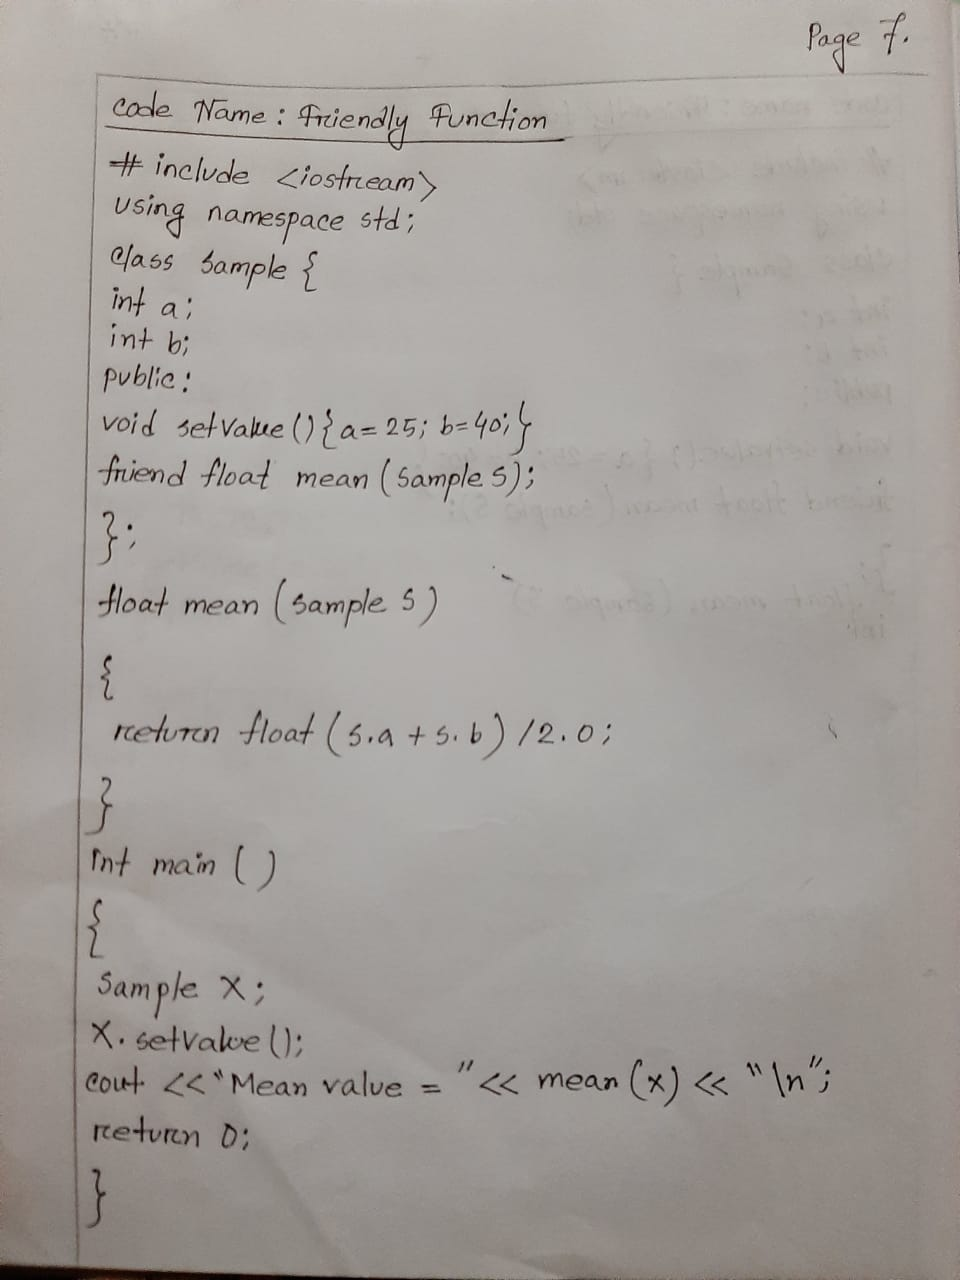 Page 7.
Code Name: Friendly Function
# include <iostream>
using namespace std;
class Sample {
int a;
int b;
public:
void setvalue () { a = 25; b = 40; }
friend float mean (Sample s);
};
float mean (Sample s)
{
return float (s.a + s.b) / 2.0;
}
int main ()
{
Sample X;
X. setvalue ();
cout << "Mean value = " << mean (x) << "\n";
return 0;
}